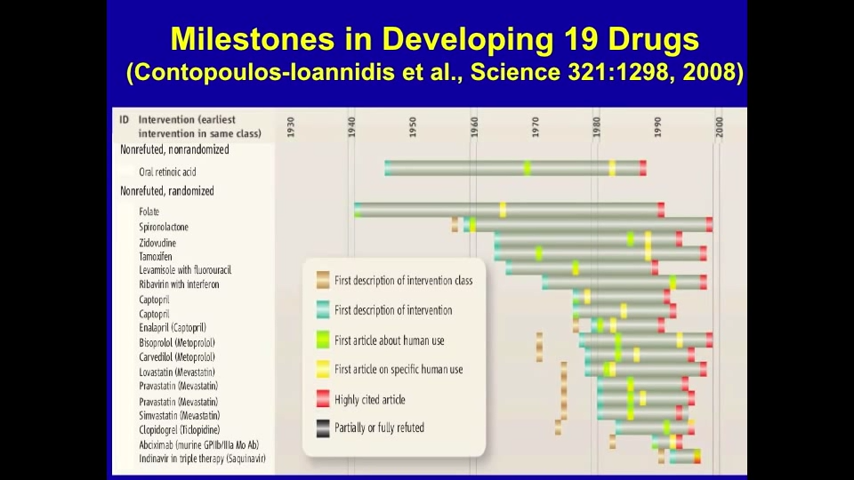 Milestones in Developing 19 Drugs
(Contopoulos-Ioannidis et al., Science 321:1298, 2008)
ID Intervention (earliest
intervention in same class)
1930 1940 1950 1960 1970 1980 1990 2000
Nonrefuted, nonrandomized
Oral retinoic acid
Nonrefuted, randomized
Folate
Spironolactone
Zidovudine
Tamoxifen
Levamisole with fluorouracil
Ribavirin with interferon
Captopril
Captopril
Enalapril (Captopril)
Bisoprolol (Metoprolol)
Carvedilol (Metoprolol)
Lovastatin (Mevastatin)
Pravastatin (Mevastatin)
Pravastatin (Mevastatin)
Simvastatin (Mevastatin)
Clopidogrel (Ticlopidine)
Abciximab (murine GPIIb/IIIa Mo Ab)
Indinavir in triple therapy (Saquinavir)
First description of intervention class
First description of intervention
First article about human use
First article on specific human use
Highly cited article
Partially or fully refuted